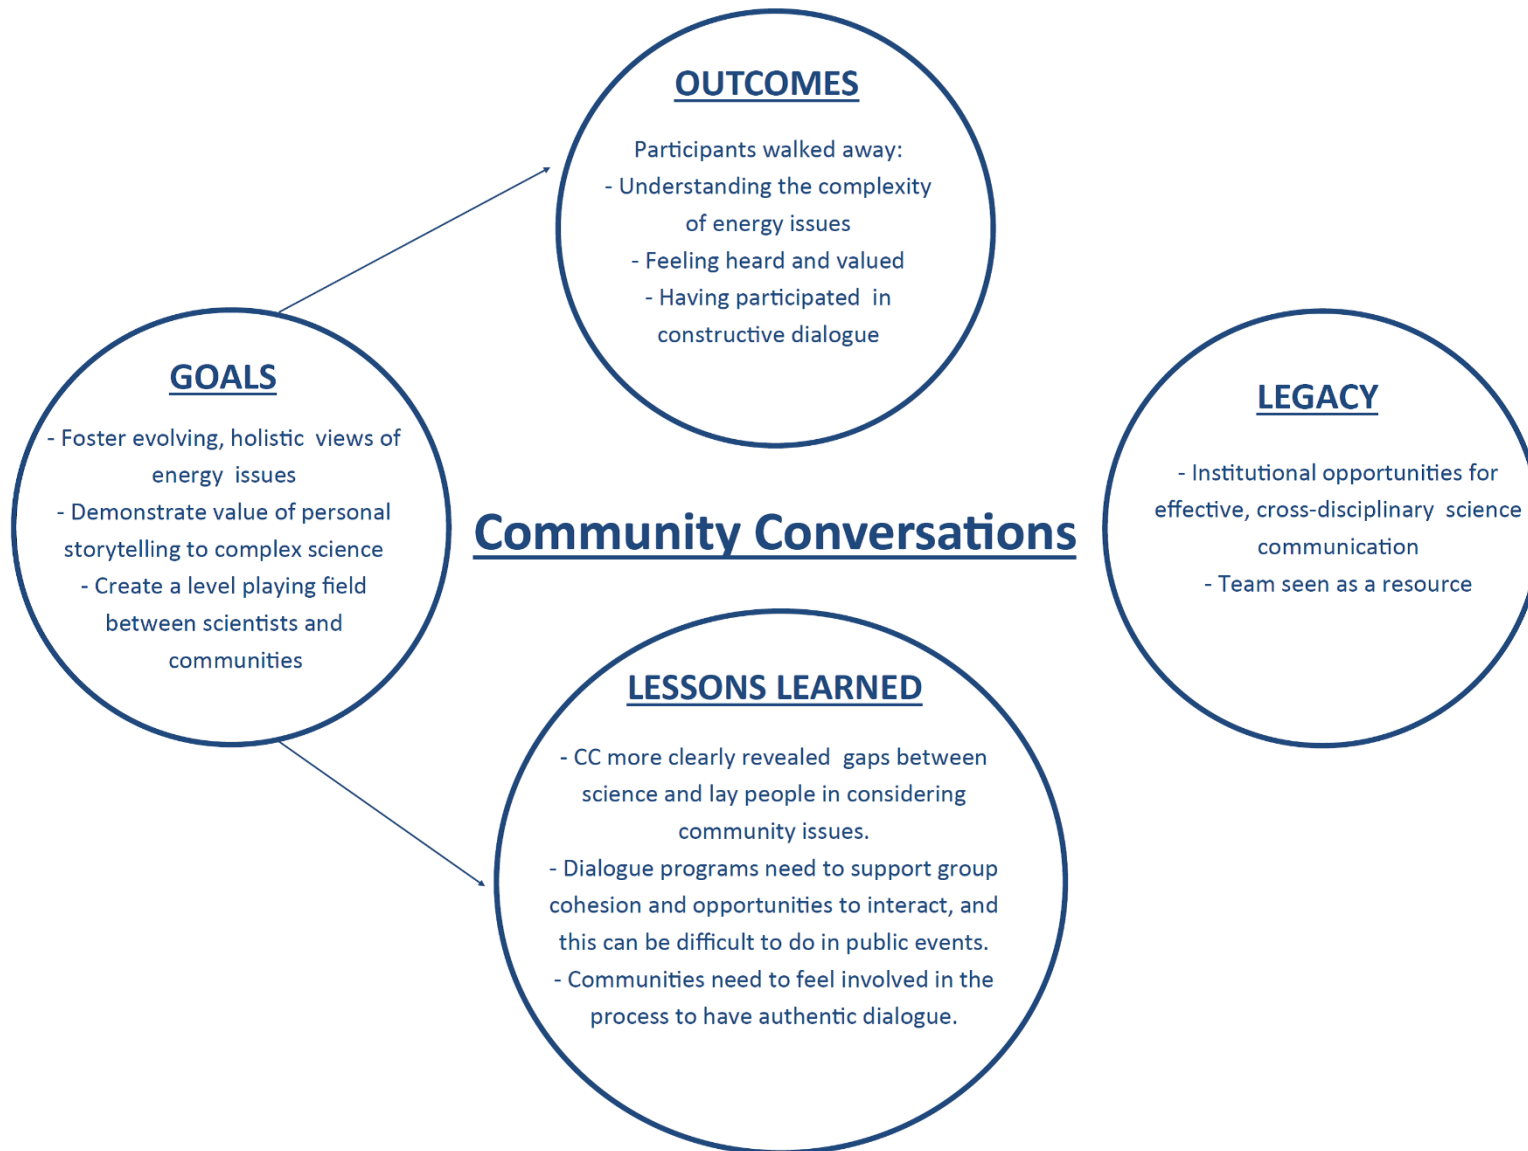 OUTCOMES
Participants walked away:
- Understanding the complexity
of energy issues
- Feeling heard and valued
- Having participated in
constructive dialogue
GOALS
- Foster evolving, holistic views of
energy issues
- Demonstrate value of personal
storytelling to complex science
- Create a level playing field
between scientists and
communities
Community Conversations
LEGACY
- Institutional opportunities for
effective, cross-disciplinary science
communication
- Team seen as a resource
LESSONS LEARNED
- CC more clearly revealed gaps between
science and lay people in considering
community issues.
- Dialogue programs need to support group
cohesion and opportunities to interact, and
this can be difficult to do in public events.
- Communities need to feel involved in the
process to have authentic dialogue.